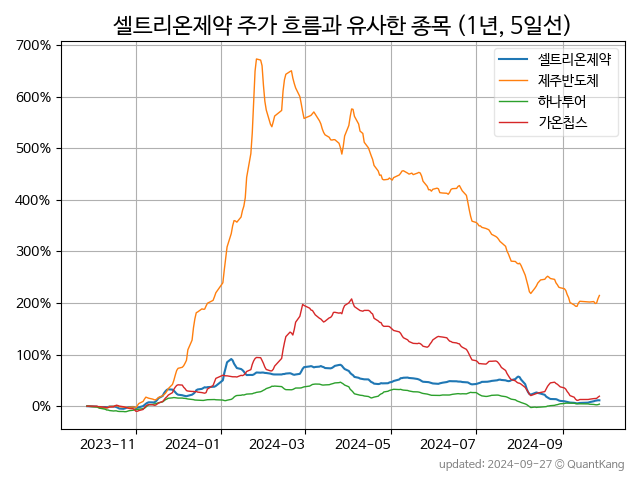 셀트리온제약 주가 흐름과 유사한 종목 (1년, 5일선)
700%
600%
500%
400%
300%
200%
100%
0%
셀트리온제약
제주반도체
하나투어
가온칩스
2023-11
2024-01
2024-03
2024-05
2024-07
2024-09
updated: 2024-09-27 © QuantKang